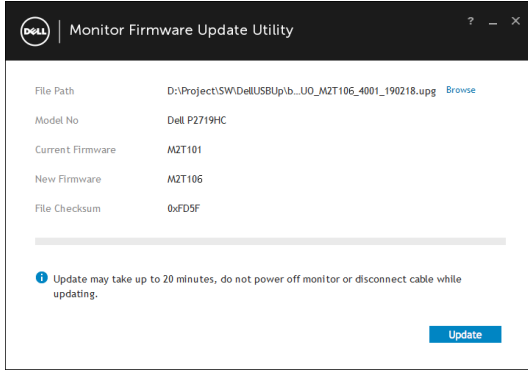 DELL Monitor Firmware Update Utility ? _ ×
File Path D:\Project\SW\DellUSBUp\b...UO_M2T106_4001_190218.upg Browse
Model No Dell P2719HC
Current Firmware M2T101
New Firmware M2T106
File Checksum 0xFD5F
Update may take up to 20 minutes, do not power off monitor or disconnect cable while
updating.
Update